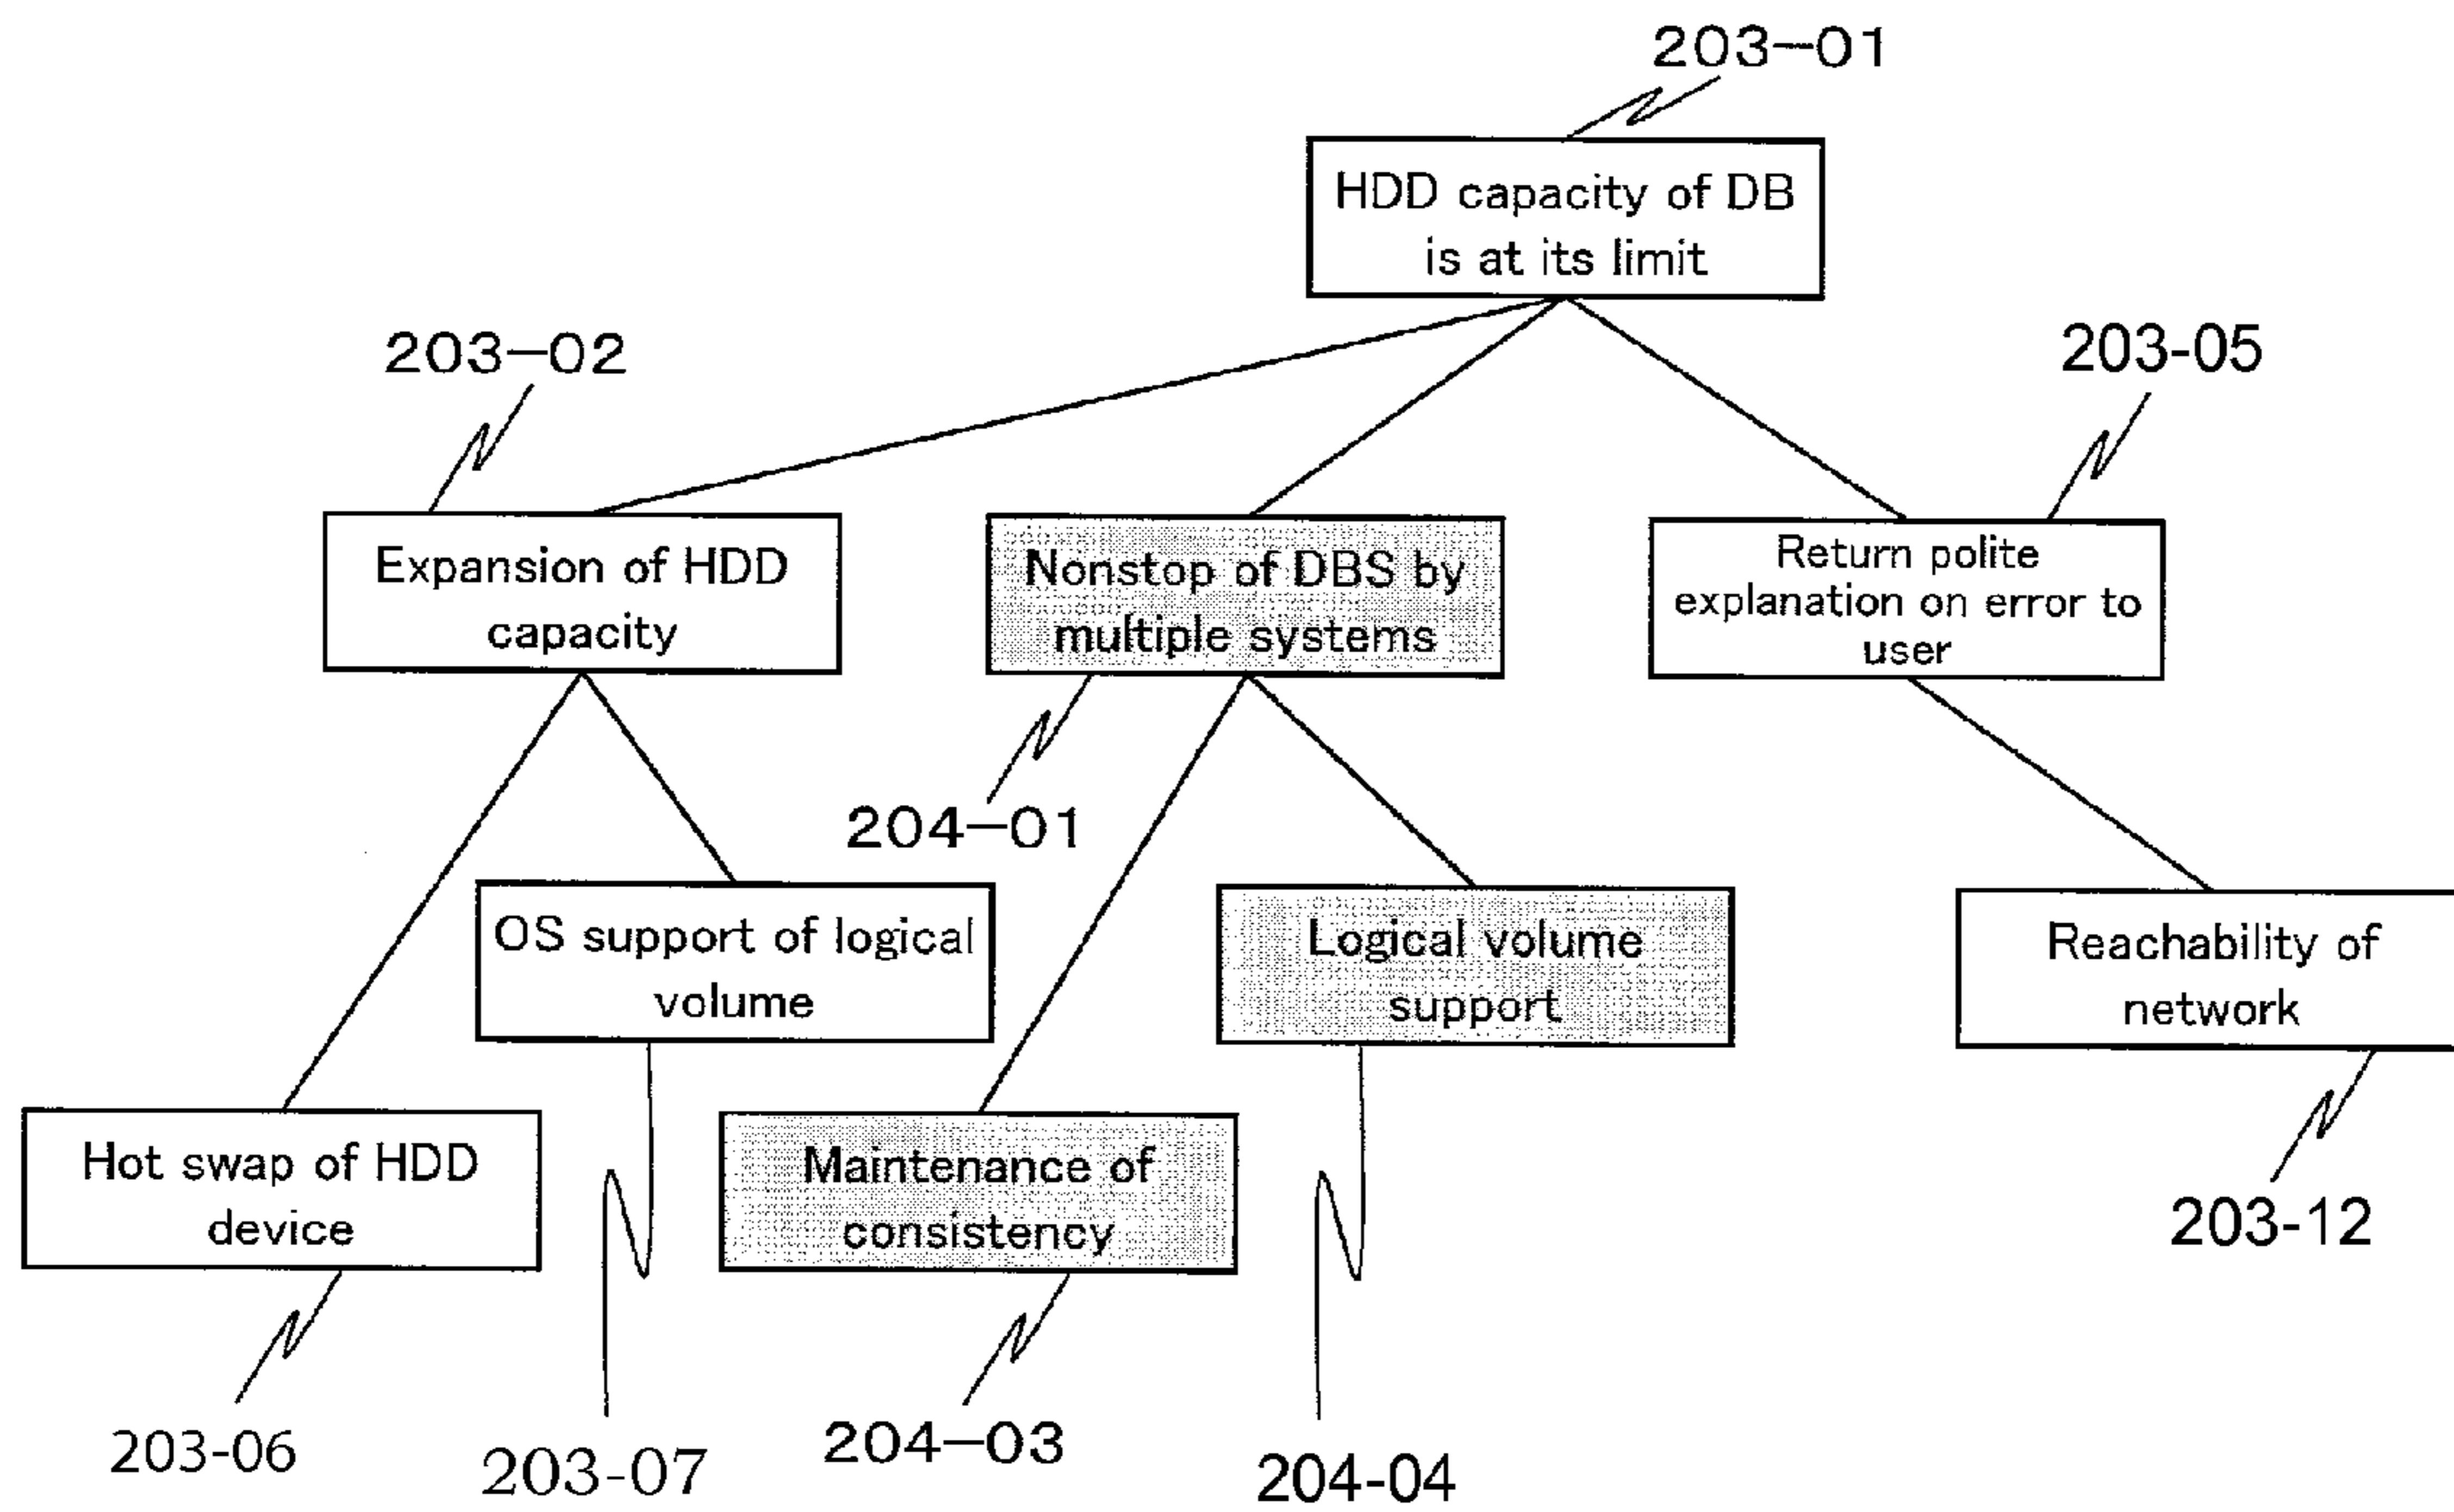 203-01
HDD capacity of DB
is at its limit
203-02
203-05
Expansion of HDD
capacity
Nonstop of DBS by
multiple systems
Return polite
explanation on error to
user
204-01
OS support of logical
volume
Logical volume
support
Reachability of
network
Hot swap of HDD
device
Maintenance of
consistency
203-12
203-06
203-07
204-03
204-04